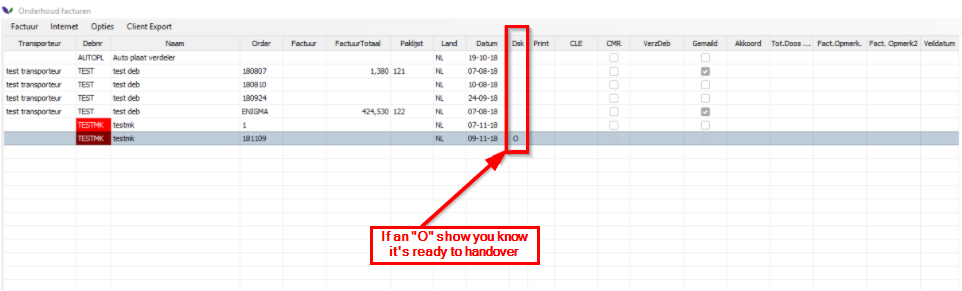 Onderhoud facturen
Factuur Internet Opties Client Export
Transporteur Debnr Naam Order Factuur FactuurTotaal Paklijst Land Datum Dsk Print CLE CMR VerzDeb Gemaild Akkoord Tot.Doos ... Fact.Opmerk. Fact. Opmerk2 Veildatum
AUTOPL Auto plaat verdeler NL 19-10-18
test transporteur TEST test deb 180807 1,380 121 NL 07-08-18
test transporteur TEST test deb 180810 NL 10-08-18
test transporteur TEST test deb 180924 NL 24-09-18
test transporteur TEST test deb ENIGMA 424,530 122 NL 07-08-18
TESTMK testmk 1 NL 07-11-18
TESTMK testmk 181109 NL 09-11-18 O
If an "O" show you know
it's ready to handover